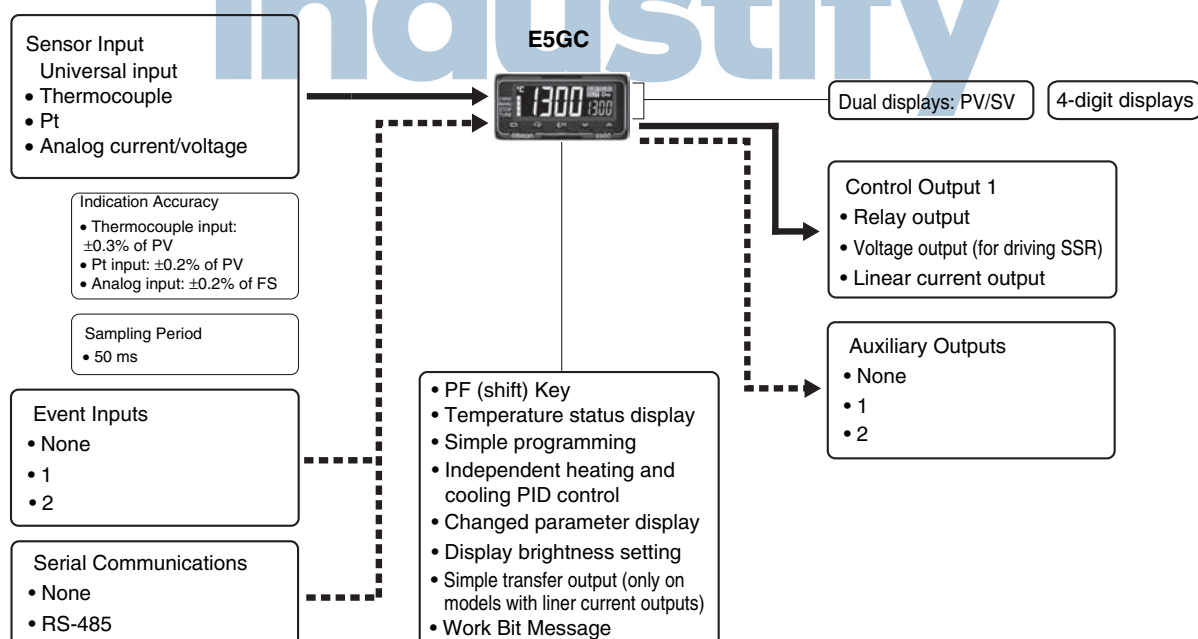 industify
E5GC
Sensor Input
Universal input
• Thermocouple
• Pt
• Analog current/voltage
°C
1300
1300
omron
E5GC
Dual displays: PV/SV
4-digit displays
Indication Accuracy
• Thermocouple input:
±0.3% of PV
• Pt input: ±0.2% of PV
• Analog input: ±0.2% of FS
Sampling Period
• 50 ms
Control Output 1
• Relay output
• Voltage output (for driving SSR)
• Linear current output
Auxiliary Outputs
• None
• 1
• 2
Event Inputs
• None
• 1
• 2
Serial Communications
• None
• RS-485
• PF (shift) Key
• Temperature status display
• Simple programming
• Independent heating and
cooling PID control
• Changed parameter display
• Display brightness setting
• Simple transfer output (only on
models with liner current outputs)
• Work Bit Message